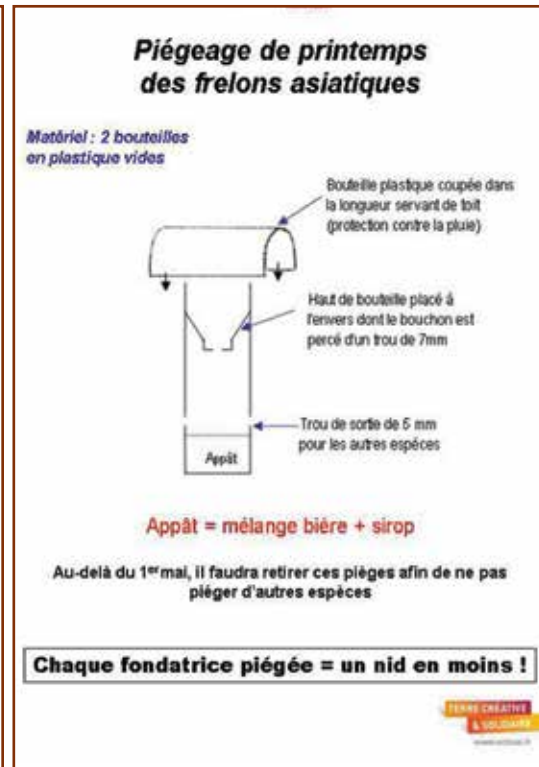 Piégeage de printemps
des frelons asiatiques
Matériel : 2 bouteilles
en plastique vides
Bouteille plastique coupée dans
la longueur servant de toit
(protection contre la pluie)
Haut de bouteille placé à
l'envers dont le bouchon est
percé d'un trou de 7mm
Trou de sortie de 5 mm
pour les autres espèces
Appât
Appât = mélange bière + sirop
Au-delà du 1er mai, il faudra retirer ces pièges afin de ne pas
piéger d'autres espèces
Chaque fondatrice piégée = un nid en moins !
TERRE CRÉATIVE
& SOLIDAIRE